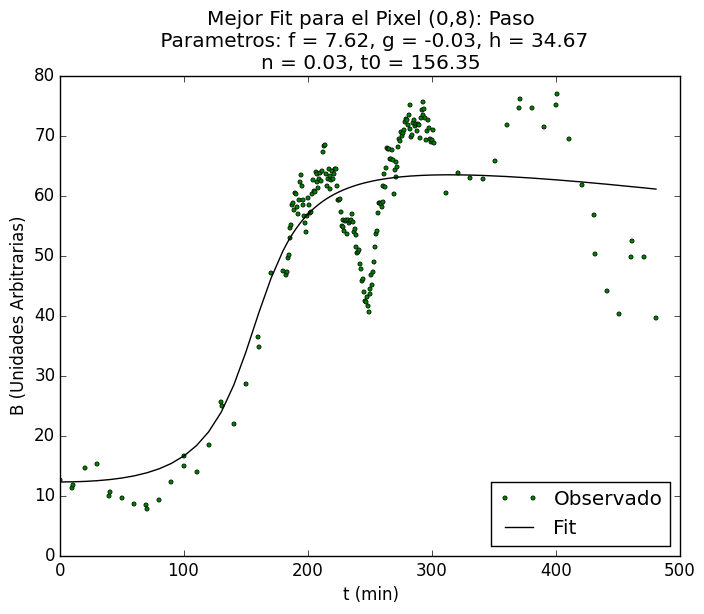 Mejor Fit para el Pixel (0,8): Paso
Parametros: f = 7.62, g = -0.03, h = 34.67
n = 0.03, t0 = 156.35
80
70
60
50
40
30
20
10
0
B (Unidades Arbitrarias)
Observado
Fit
0 100 200 300 400 500
t (min)